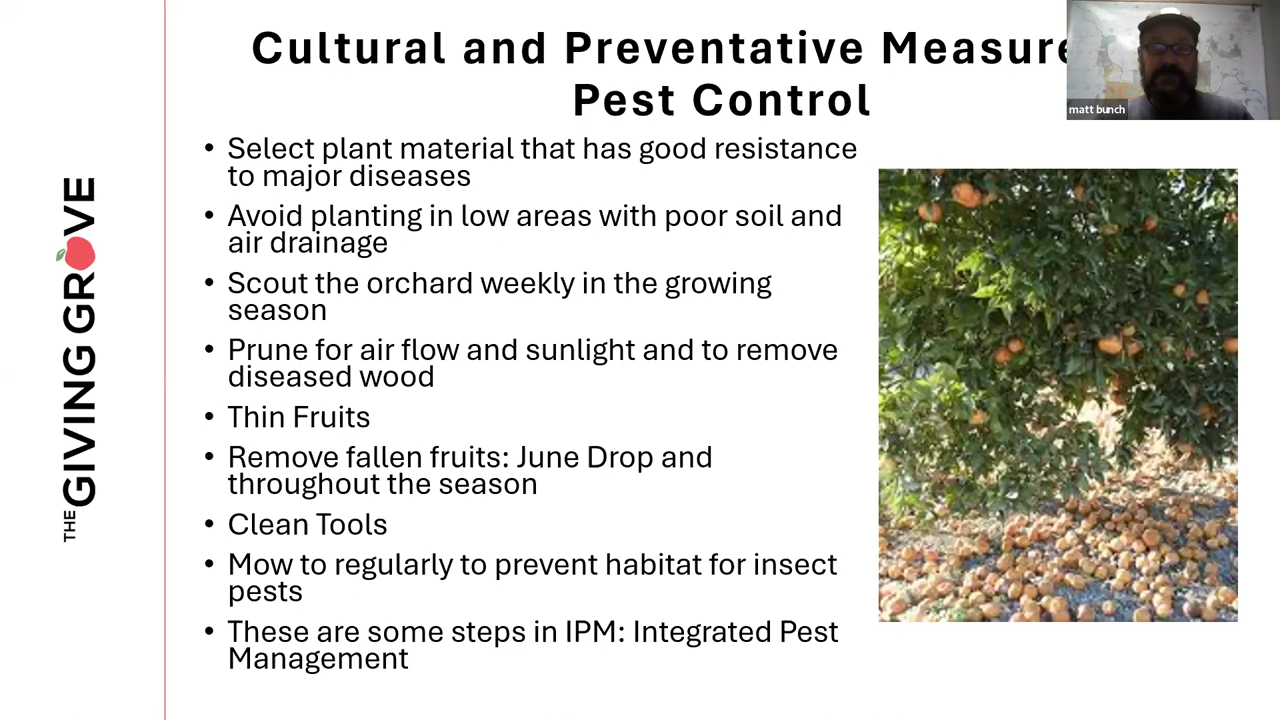 Cultural and Preventative Measure
Pest Control
matt bunch
• Select plant material that has good resistance
to major diseases
• Avoid planting in low areas with poor soil and
air drainage
• Scout the orchard weekly in the growing
season
• Prune for air flow and sunlight and to remove
diseased wood
• Thin Fruits
• Remove fallen fruits: June Drop and
throughout the season
• Clean Tools
• Mow to regularly to prevent habitat for insect
pests
• These are some steps in IPM: Integrated Pest
Management
THE GIVING GROVE